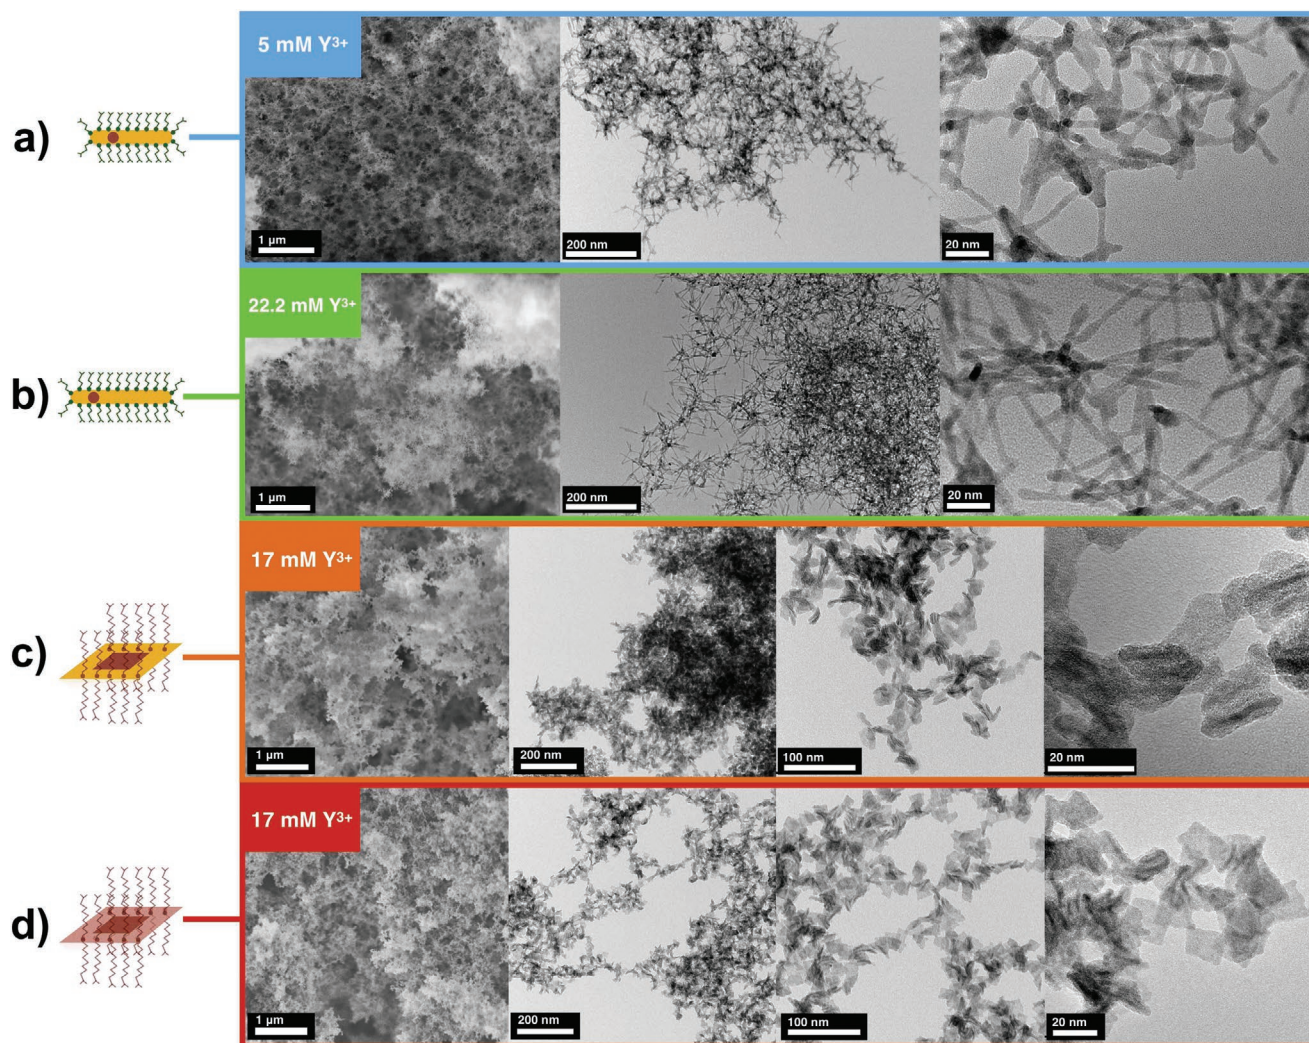 a)
5 mM Y³⁺
1 µm
200 nm
20 nm
b)
22.2 mM Y³⁺
1 µm
200 nm
20 nm
c)
17 mM Y³⁺
1 µm
200 nm
100 nm
20 nm
d)
17 mM Y³⁺
1 µm
200 nm
100 nm
20 nm